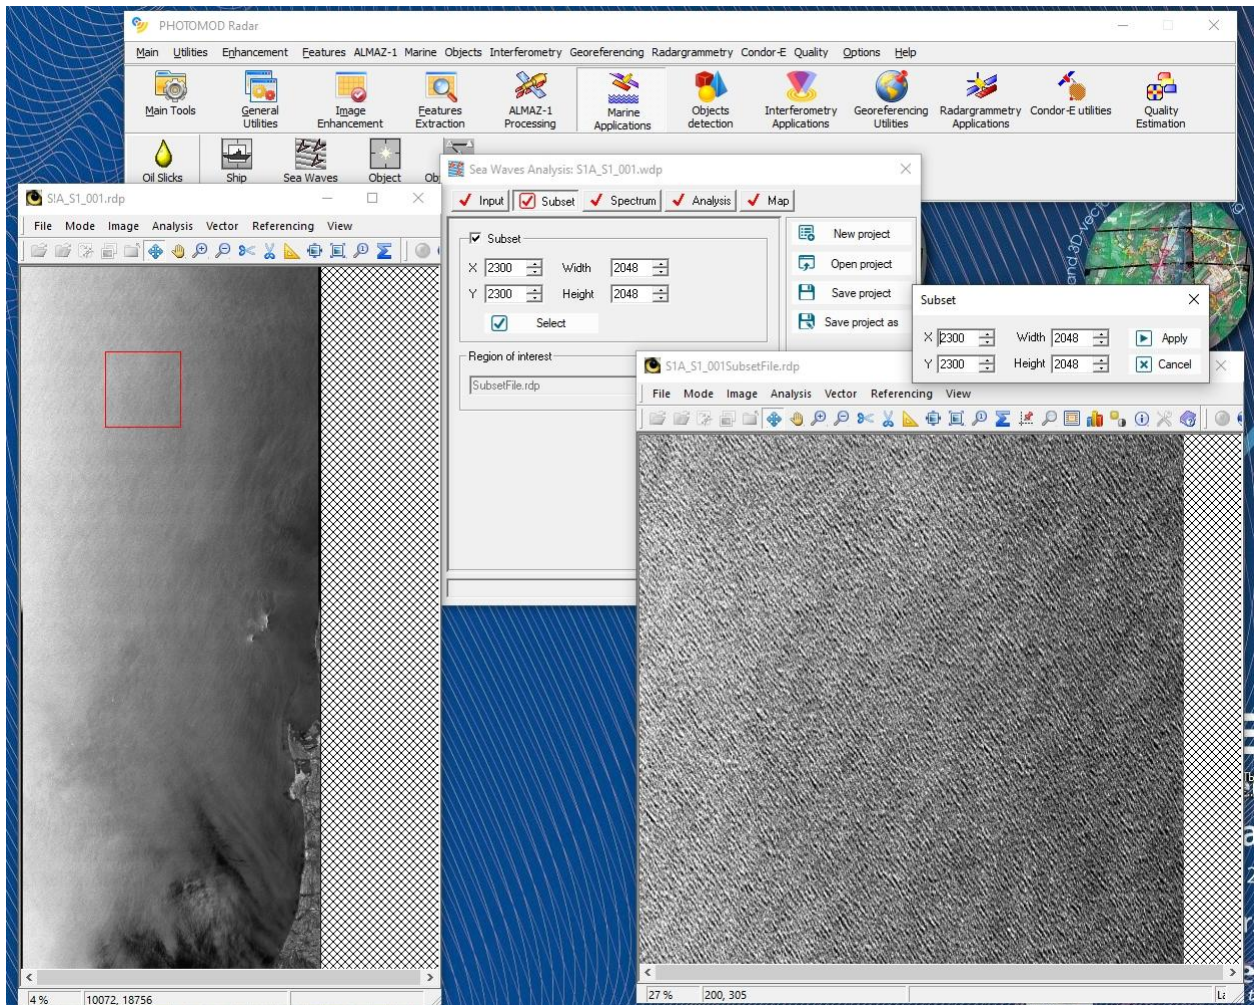 PHOTOMOD Radar
Main Utilities Enhancement Features ALMAZ-1 Marine Objects Interferometry Georeferencing Radargrammetry Condor-E Quality Options Help
Main Tools
General Utilities
Image Enhancement
Features Extraction
ALMAZ-1 Processing
Marine Applications
Objects detection
Interferometry Applications
Georeferencing Utilities
Radargrammetry Applications
Condor-E utilities
Quality Estimation
Oil Slicks
Ship
Sea Waves
Object
Sea Waves Analysis: S1A_S1_001.wdp
Input Subset Spectrum Analysis Map
Subset
X 2300 Width 2048
Y 2300 Height 2048
Select
Region of interest
SubsetFile.rdp
New project
Open project
Save project
Save project as
SIA_S1_001.rdp
File Mode Image Analysis Vector Referencing View
4 % 10072, 18756
Subset
X 2300 Width 2048 Apply
Y 2300 Height 2048 Cancel
S1A_S1_001SubsetFile.rdp
File Mode Image Analysis Vector Referencing View
27 % 200, 305
and 3D-vector